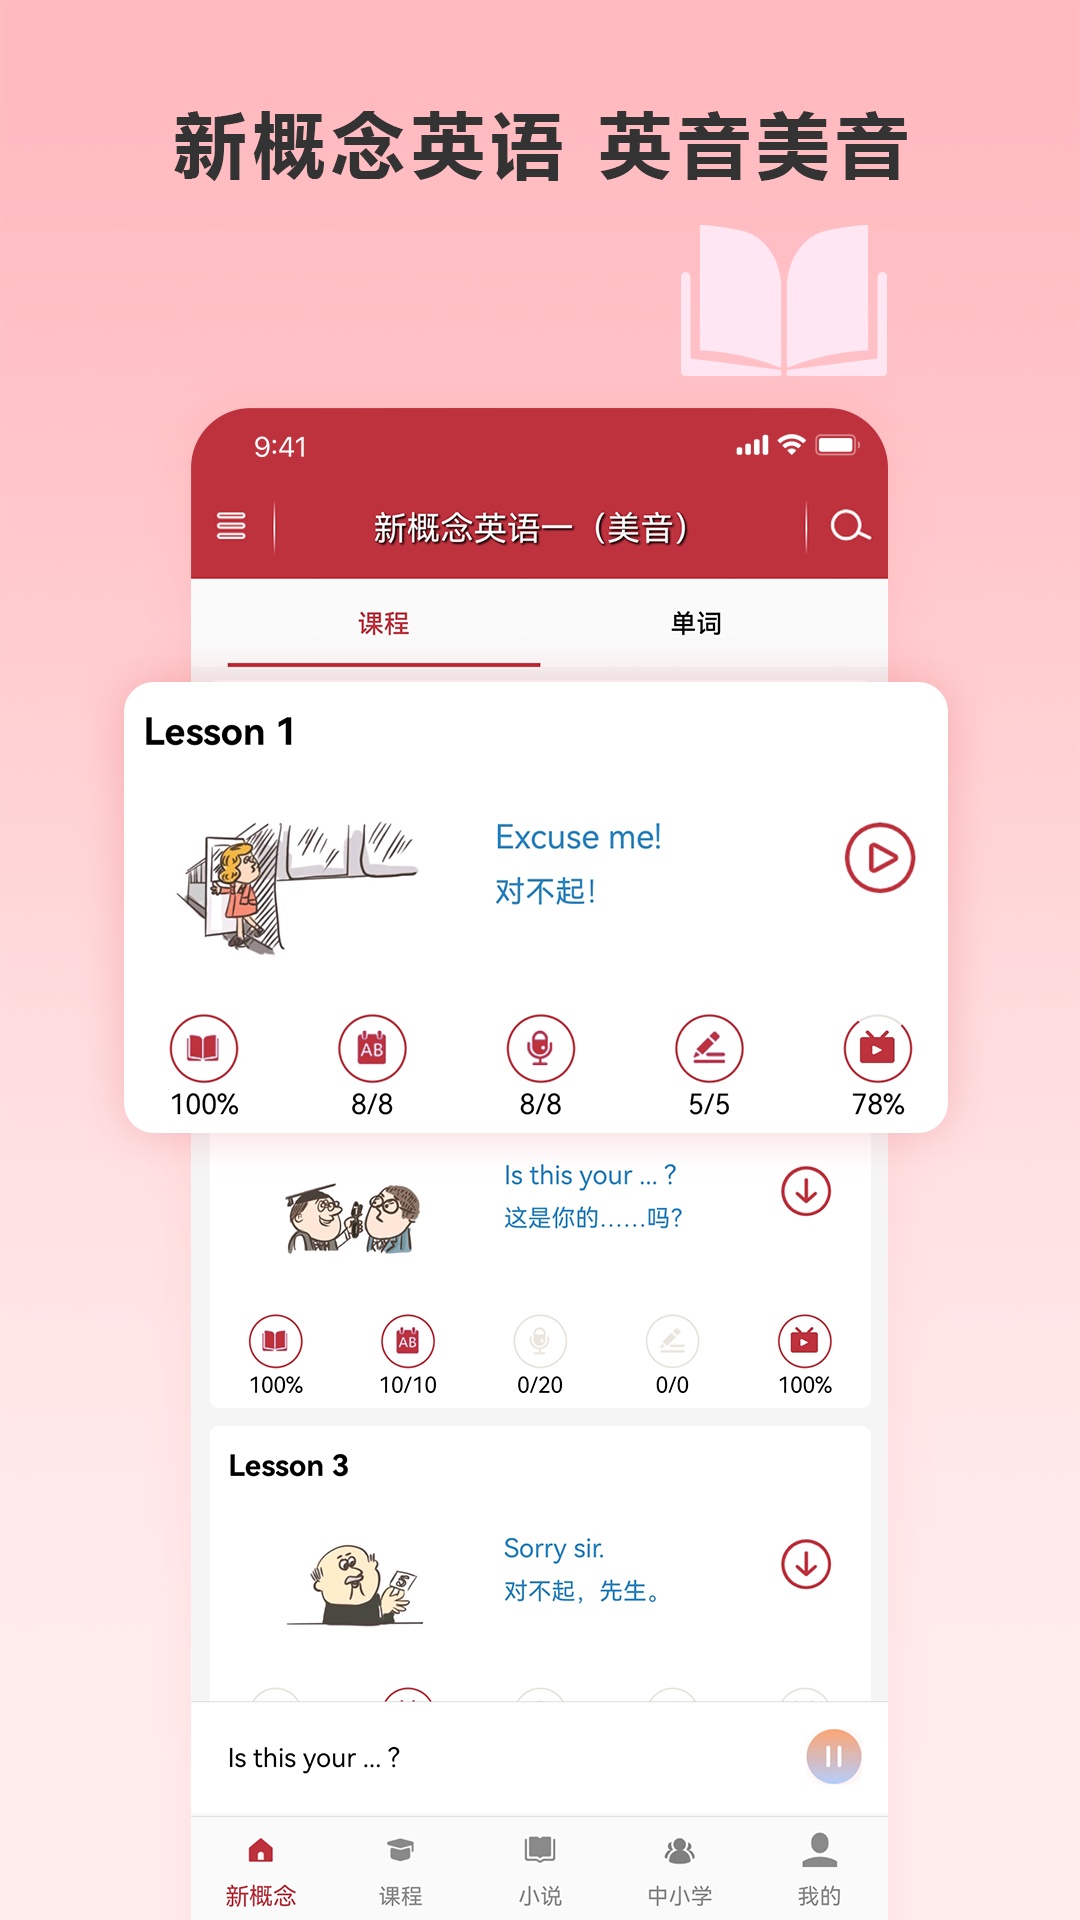 新概念英语 英音美音
9:41
新概念英语一（美音）
课程 单词
Lesson 1
Excuse me!
对不起！
AB
100% 8/8 8/8 5/5 78%
Is this your ... ?
这是你的......吗?
AB
100% 10/10 0/20 0/0 100%
Lesson 3
Sorry sir.
对不起，先生。
5
Is this your ... ?
新概念 课程 小说 中小学 我的